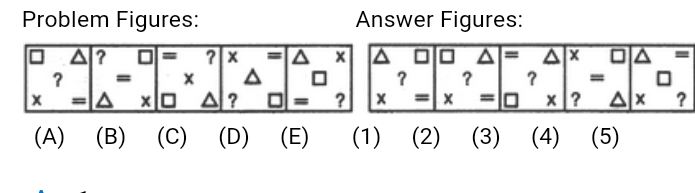 Problem Figures: Answer Figures:
□ △ ? □ = ? x = △ x △ □ □ △ = △ x □ △ =
? = x △ □ ? ? ? = □
x = △ x □ △ ? □ = ? x = x = □ x ? △ x ?
(A) (B) (C) (D) (E) (1) (2) (3) (4) (5)